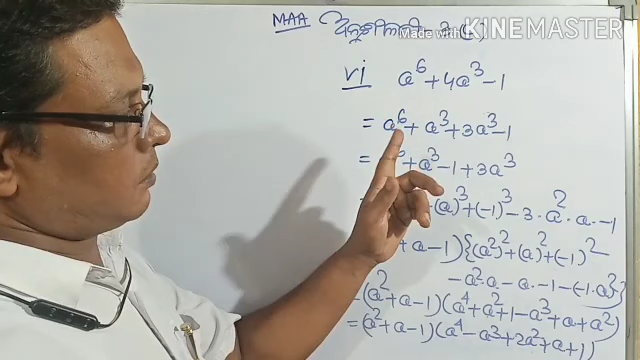 MAA ଅନୁଶୀଳନୀ
Made with KINEMASTER
vi a⁶ + 4a³ - 1
= a⁶ + a³ + 3a³ - 1
= + a³ - 1 + 3a³
(a)³ + (-1)³ - 3 · a² · a · -1
+ a - 1) {(a²)² + (a)² + (-1)²
- a² · a - a · -1 - (-1 · a²)}
(a² + a - 1) (a⁴ + a² + 1 - a³ + a + a²)
= (a² + a - 1) (a⁴ - a³ + 2a² + a + 1)